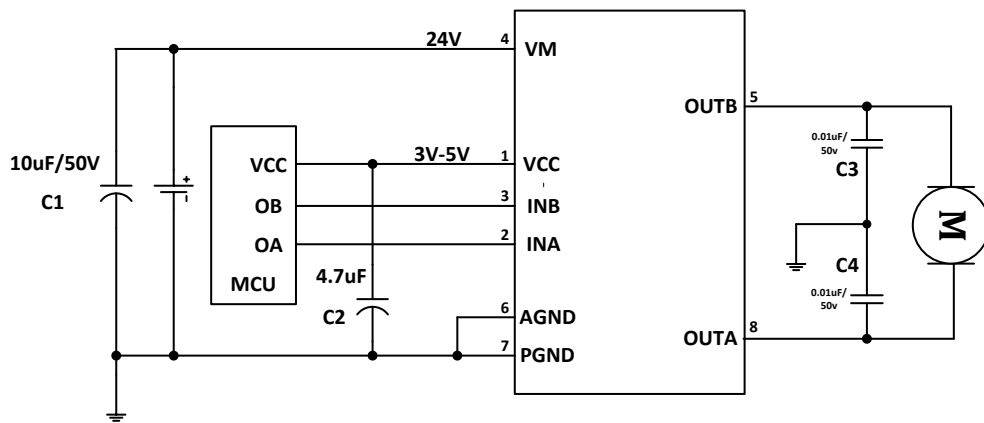 24V
4
VM
OUTB
5
10uF/50V
C1
+
VCC
3V-5V
1
VCC
0.01uF/
50v
C3
OB
3
INB
OA
2
INA
MCU
M
4.7uF
C2
C4
0.01uF/
50v
6
AGND
7
PGND
OUTA
8